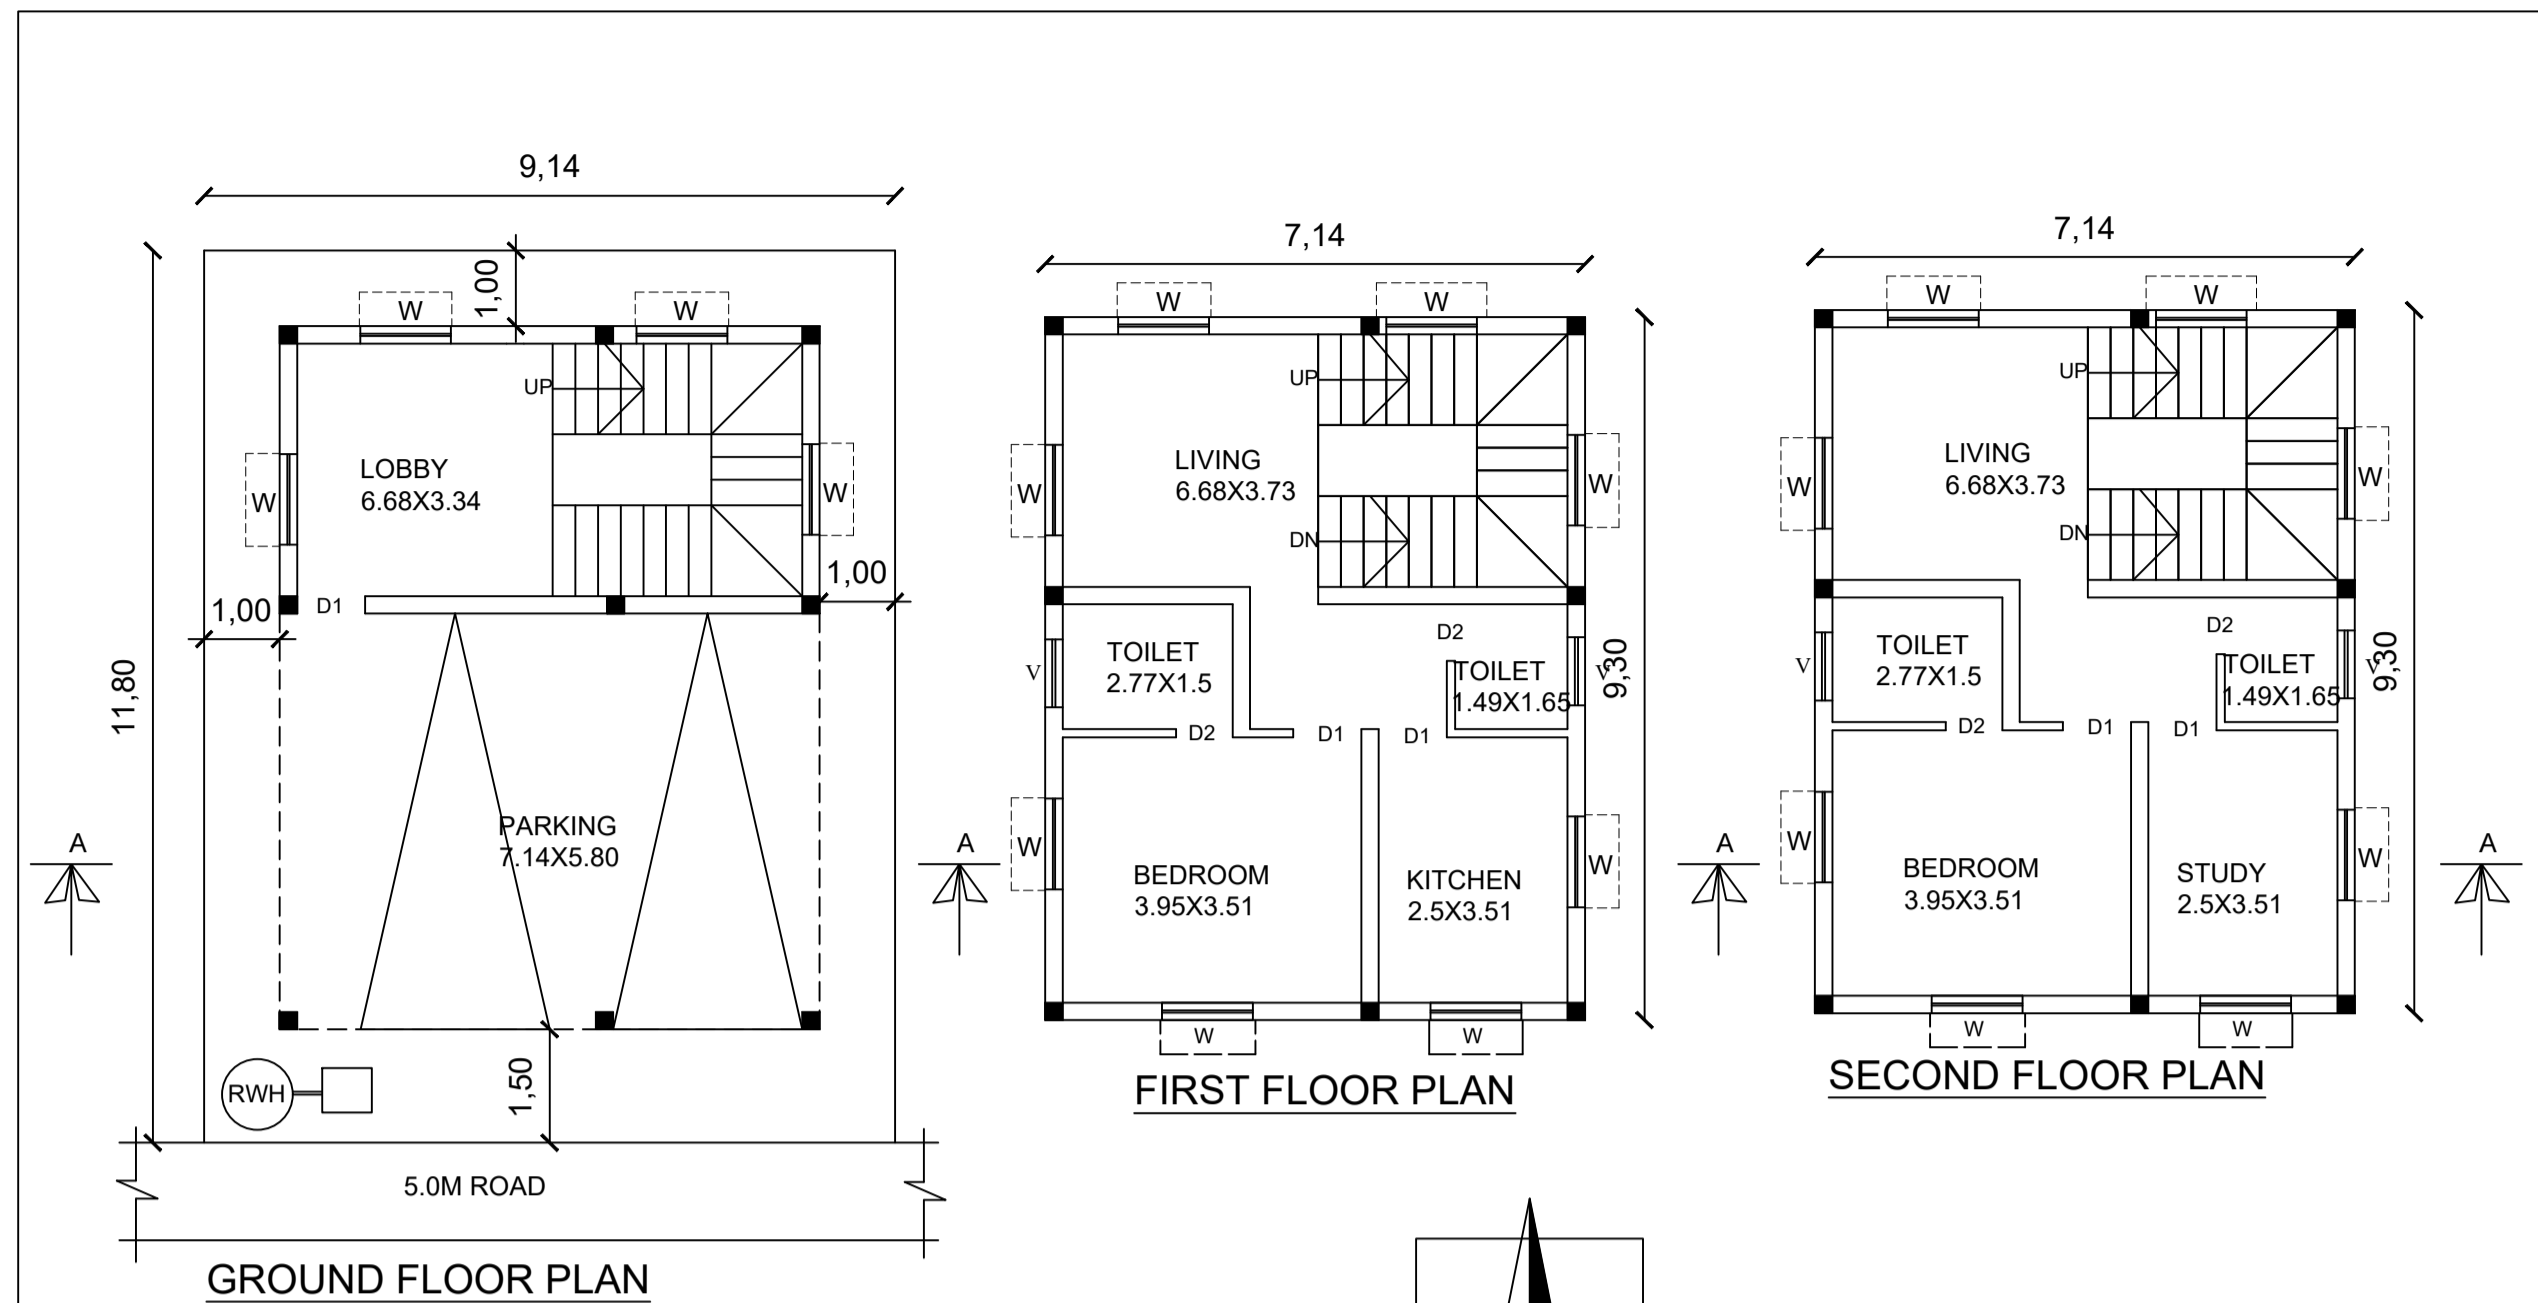 9,14
1,00
W
W
UP
LOBBY
6.68X3.34
W
W
1,00
1,00
D1
11,80
PARKING
7.14X5.80
A
A
1,50
RWH
5.0M ROAD
GROUND FLOOR PLAN
7,14
W
W
UP
LIVING
6.68X3.73
W
W
DN
D2
TOILET
2.77X1.5
TOILET
1.49X1.65
V
V
9,30
D2
D1
D1
W
W
BEDROOM
3.95X3.51
KITCHEN
2.5X3.51
W
W
FIRST FLOOR PLAN
A
7,14
W
W
UP
LIVING
6.68X3.73
W
W
DN
D2
TOILET
2.77X1.5
TOILET
1.49X1.65
V
V
9,30
D2
D1
D1
W
W
BEDROOM
3.95X3.51
STUDY
2.5X3.51
A
W
W
SECOND FLOOR PLAN